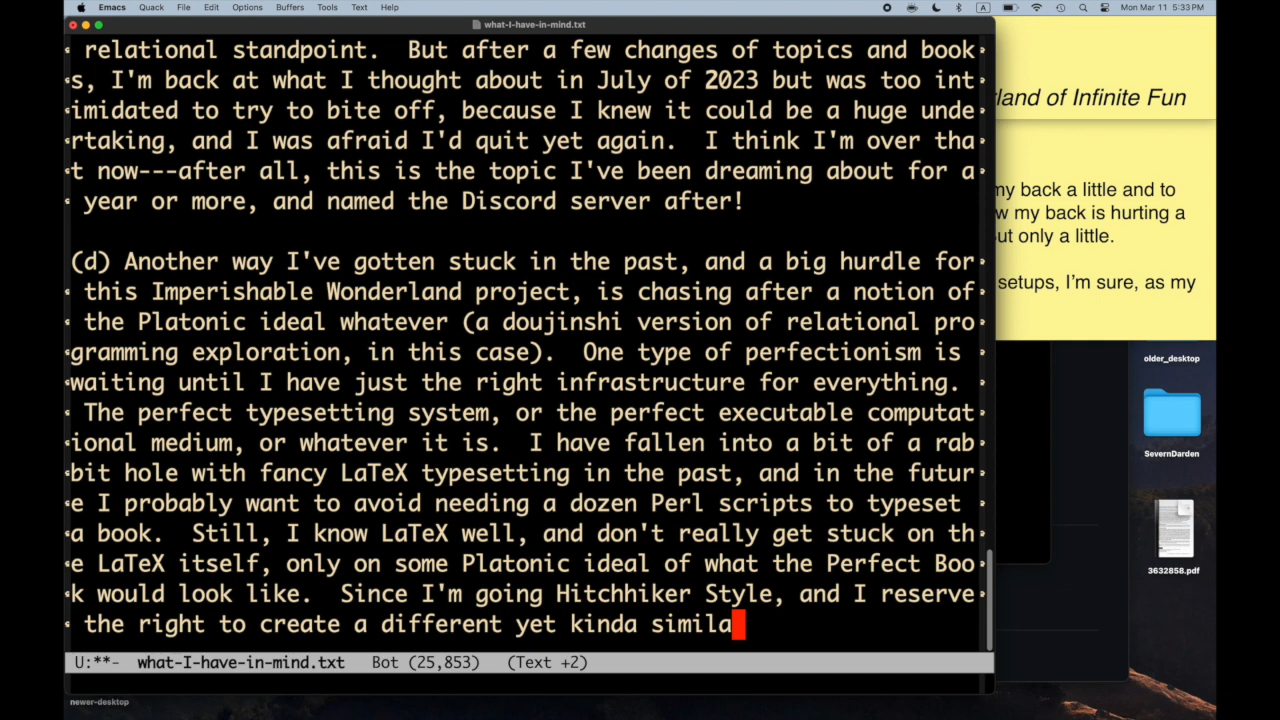 Emacs Quack File Edit Options Buffers Tools Text Help A Mon Mar 11 5:33 PM
what-I-have-in-mind.txt
relational standpoint.  But after a few changes of topics and book
s, I'm back at what I thought about in July of 2023 but was too int
imidated to try to bite off, because I knew it could be a huge unde
rtaking, and I was afraid I'd quit yet again.  I think I'm over tha
t now---after all, this is the topic I've been dreaming about for a
year or more, and named the Discord server after!
(d) Another way I've gotten stuck in the past, and a big hurdle for
this Imperishable Wonderland project, is chasing after a notion of
the Platonic ideal whatever (a doujinshi version of relational pro
gramming exploration, in this case).  One type of perfectionism is
waiting until I have just the right infrastructure for everything.
The perfect typesetting system, or the perfect executable computat
ional medium, or whatever it is.  I have fallen into a bit of a rab
bit hole with fancy LaTeX typesetting in the past, and in the futur
e I probably want to avoid needing a dozen Perl scripts to typeset
a book.  Still, I know LaTeX well, and don't really get stuck on th
e LaTeX itself, only on some Platonic ideal of what the Perfect Boo
k would look like.  Since I'm going Hitchhiker Style, and I reserve
the right to create a different yet kinda simila
U:**- what-I-have-in-mind.txt Bot (25,853) (Text +2)
land of Infinite Fun
my back a little and to
w my back is hurting a
ut only a little.
setups, I'm sure, as my
older_desktop
SevernDarden
3632858.pdf
newer-desktop